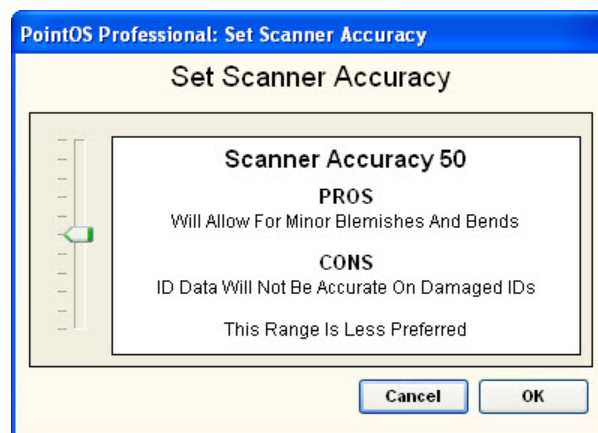 PointOS Professional: Set Scanner Accuracy
Set Scanner Accuracy
Scanner Accuracy 50
PROS
Will Allow For Minor Blemishes And Bends
CONS
ID Data Will Not Be Accurate On Damaged IDs
This Range Is Less Preferred
Cancel OK